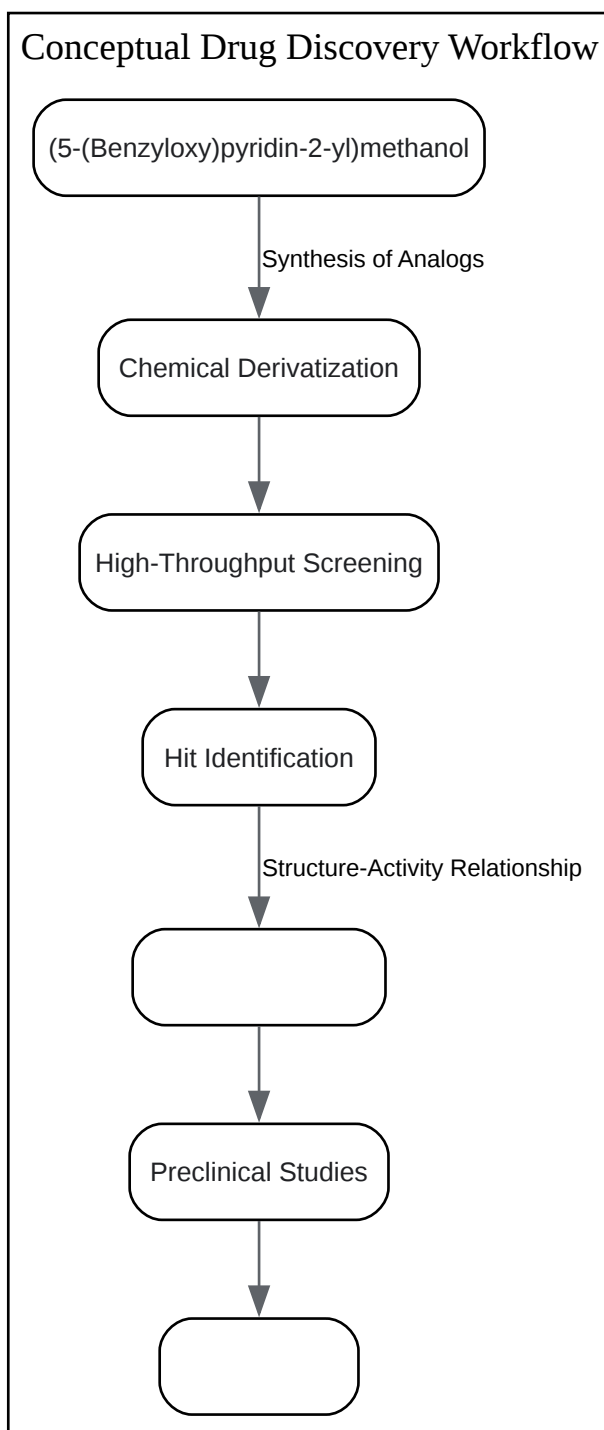 Conceptual Drug Discovery Workflow
(5-(Benzyloxy)pyridin-2-yl)methanol
Synthesis of Analogs
Chemical Derivatization
High-Throughput Screening
Hit Identification
Structure-Activity Relationship
Preclinical Studies